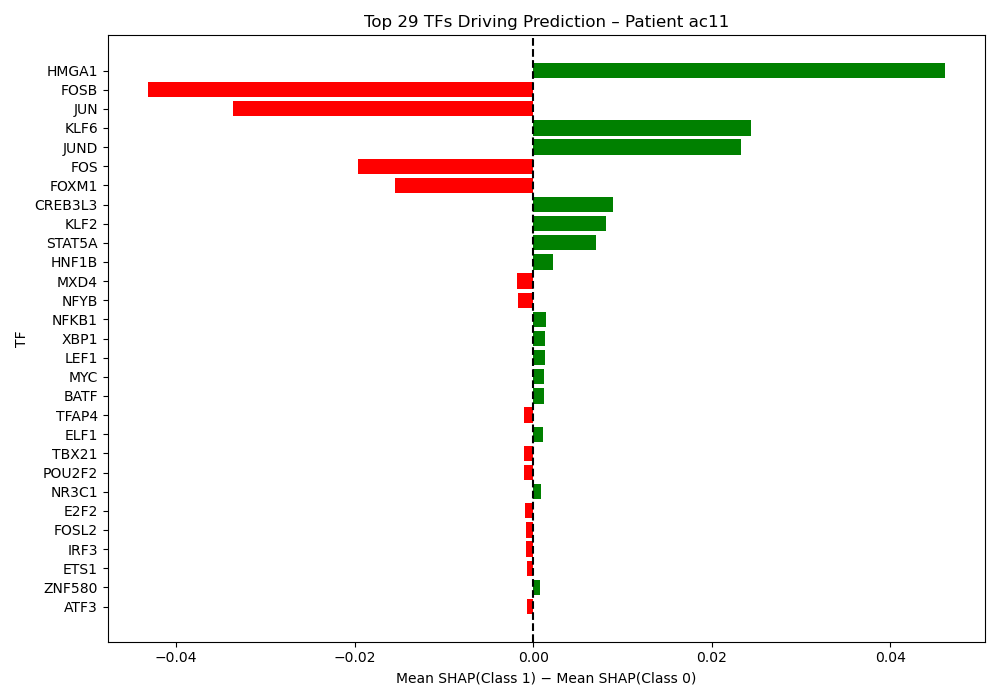 Top 29 TFs Driving Prediction – Patient ac11
TF
HMGA1
FOSB
JUN
KLF6
JUND
FOS
FOXM1
CREB3L3
KLF2
STAT5A
HNF1B
MXD4
NFYB
NFKB1
XBP1
LEF1
MYC
BATF
TFAP4
ELF1
TBX21
POU2F2
NR3C1
E2F2
FOSL2
IRF3
ETS1
ZNF580
ATF3
−0.04 −0.02 0.00 0.02 0.04
Mean SHAP(Class 1) − Mean SHAP(Class 0)